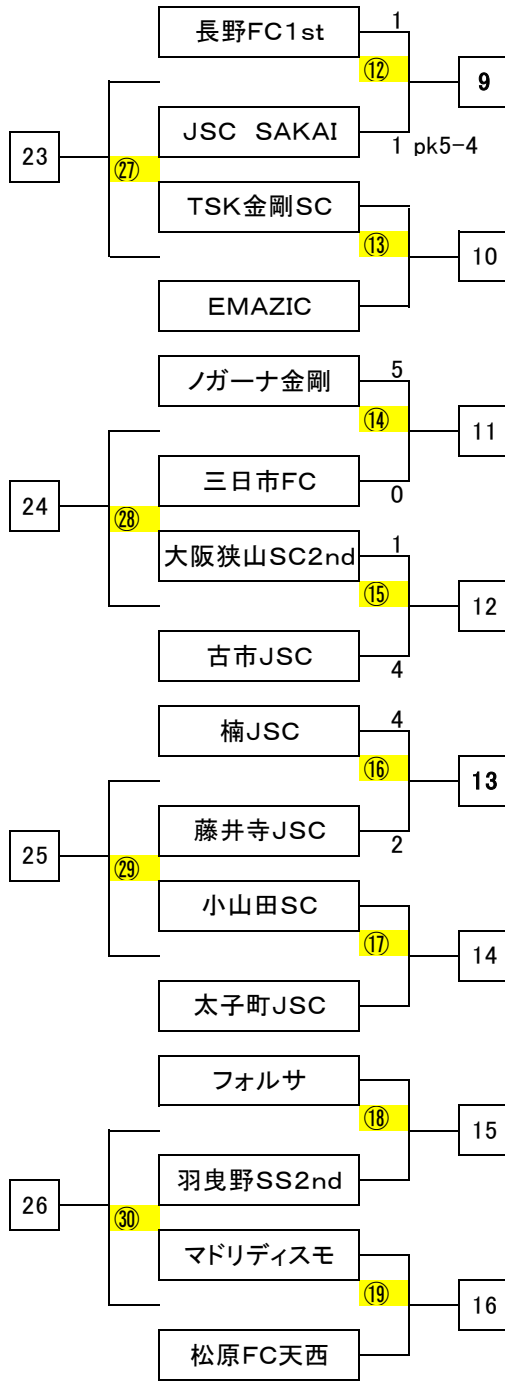 長野FC1st
1
⑫
9
JSC SAKAI
1 pk5-4
23
㉗
TSK金剛SC
⑬
10
EMAZIC
ノガーナ金剛
5
⑭
11
三日市FC
0
24
㉘
大阪狭山SC2nd
1
⑮
12
古市JSC
4
楠JSC
4
⑯
13
藤井寺JSC
2
25
㉙
小山田SC
⑰
14
太子町JSC
フォルサ
⑱
15
羽曳野SS2nd
26
㉚
マドリディスモ
⑲
16
松原FC天西